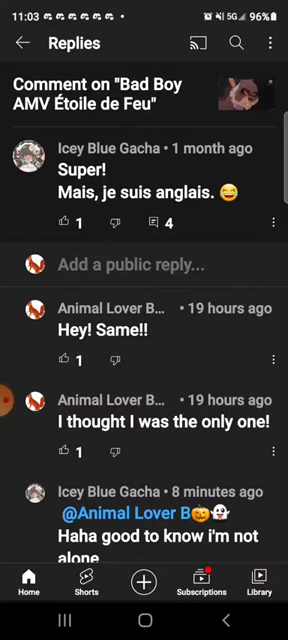 11:03
5G 96%
Replies
Comment on "Bad Boy
AMV Étoile de Feu"
Icey Blue Gacha • 1 month ago
Super!
Mais, je suis anglais. 😂
1 4
Add a public reply...
Animal Lover B... • 19 hours ago
Hey! Same!!
1
Animal Lover B... • 19 hours ago
I thought I was the only one!
1
Icey Blue Gacha • 8 minutes ago
@Animal Lover B🎃👻
Haha good to know i'm not
alone
Home Shorts Subscriptions Library